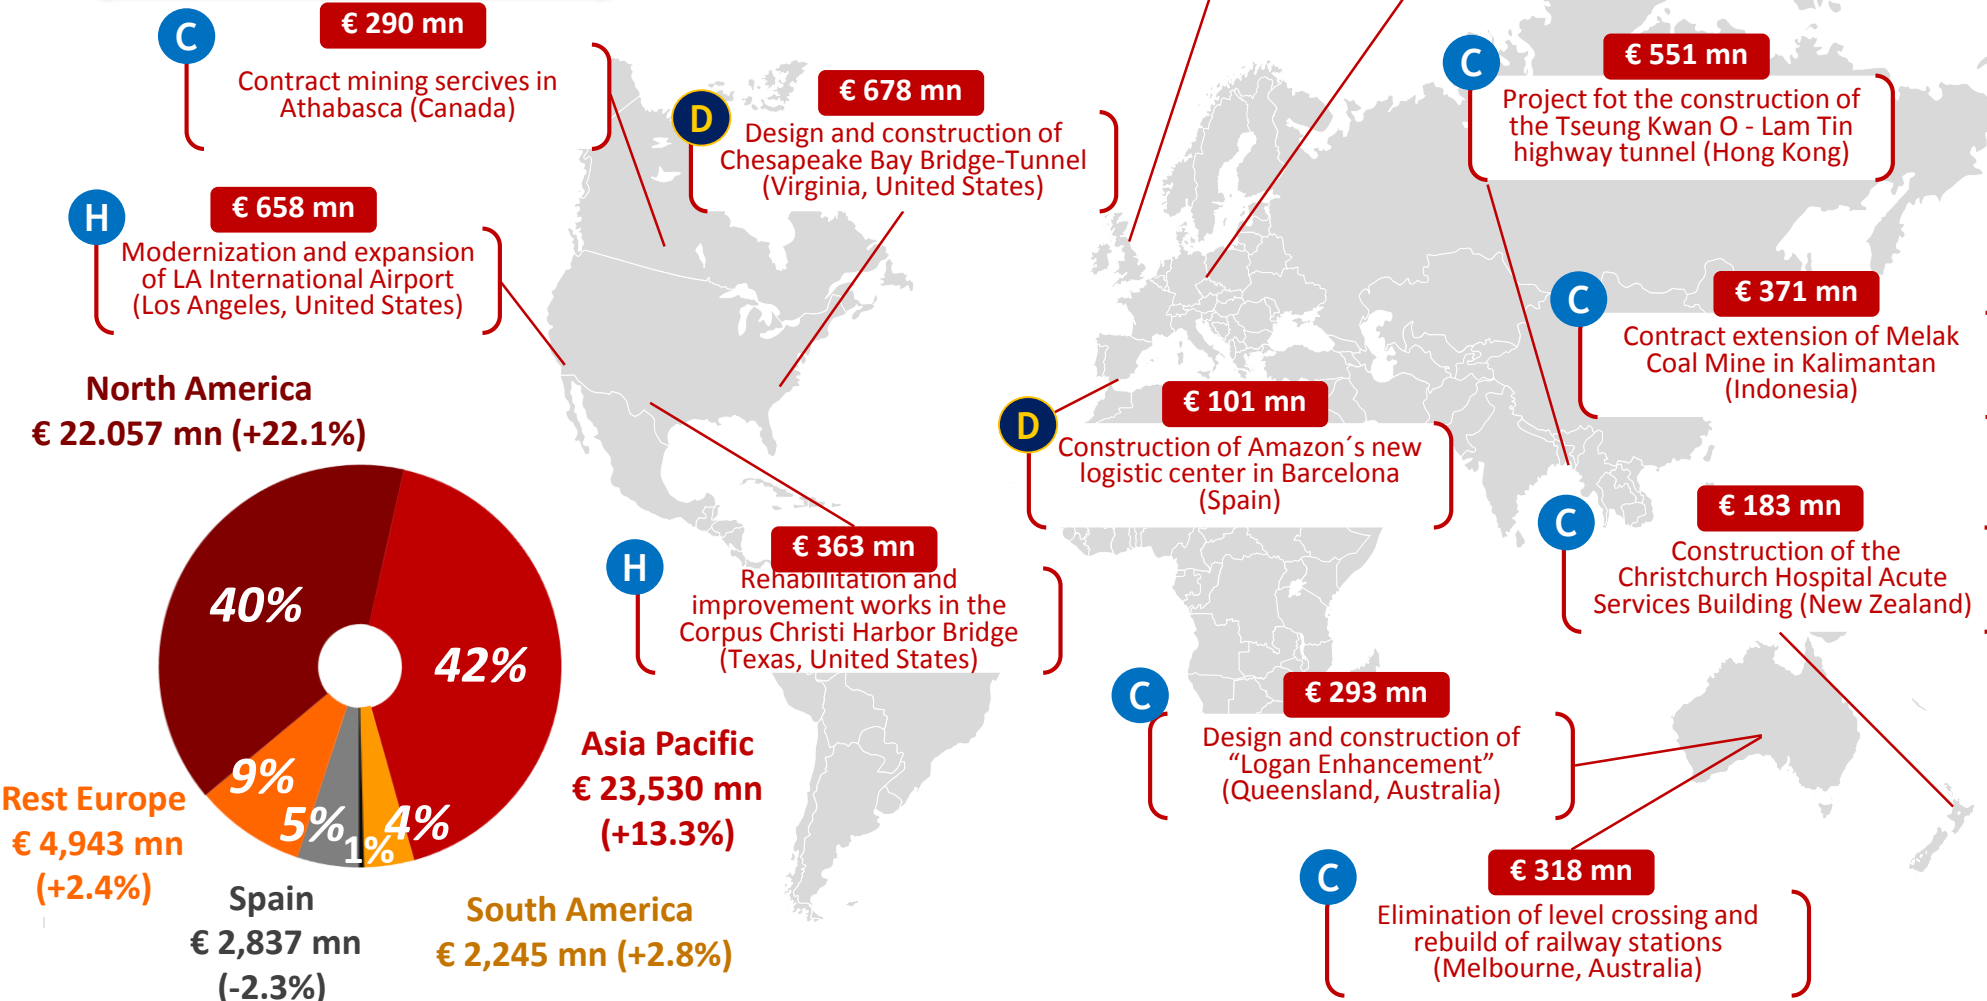 C
€ 290 mn
Contract mining sercives in
Athabasca (Canada)
D
€ 678 mn
Design and construction of
Chesapeake Bay Bridge-Tunnel
(Virginia, United States)
C
€ 551 mn
Project fot the construction of
the Tseung Kwan O - Lam Tin
highway tunnel (Hong Kong)
H
€ 658 mn
Modernization and expansion
of LA International Airport
(Los Angeles, United States)
C
€ 371 mn
Contract extension of Melak
Coal Mine in Kalimantan
(Indonesia)
D
€ 101 mn
Construction of Amazon´s new
logistic center in Barcelona
(Spain)
C
€ 183 mn
Construction of the
Christchurch Hospital Acute
Services Building (New Zealand)
H
€ 363 mn
Rehabilitation and
improvement works in the
Corpus Christi Harbor Bridge
(Texas, United States)
C
€ 293 mn
Design and construction of
“Logan Enhancement”
(Queensland, Australia)
C
€ 318 mn
Elimination of level crossing and
rebuild of railway stations
(Melbourne, Australia)
North America
€ 22.057 mn (+22.1%)
40%
42%
9%
5%
1%
4%
Asia Pacific
€ 23,530 mn
(+13.3%)
Rest Europe
€ 4,943 mn
(+2.4%)
Spain
€ 2,837 mn
(-2.3%)
South America
€ 2,245 mn (+2.8%)